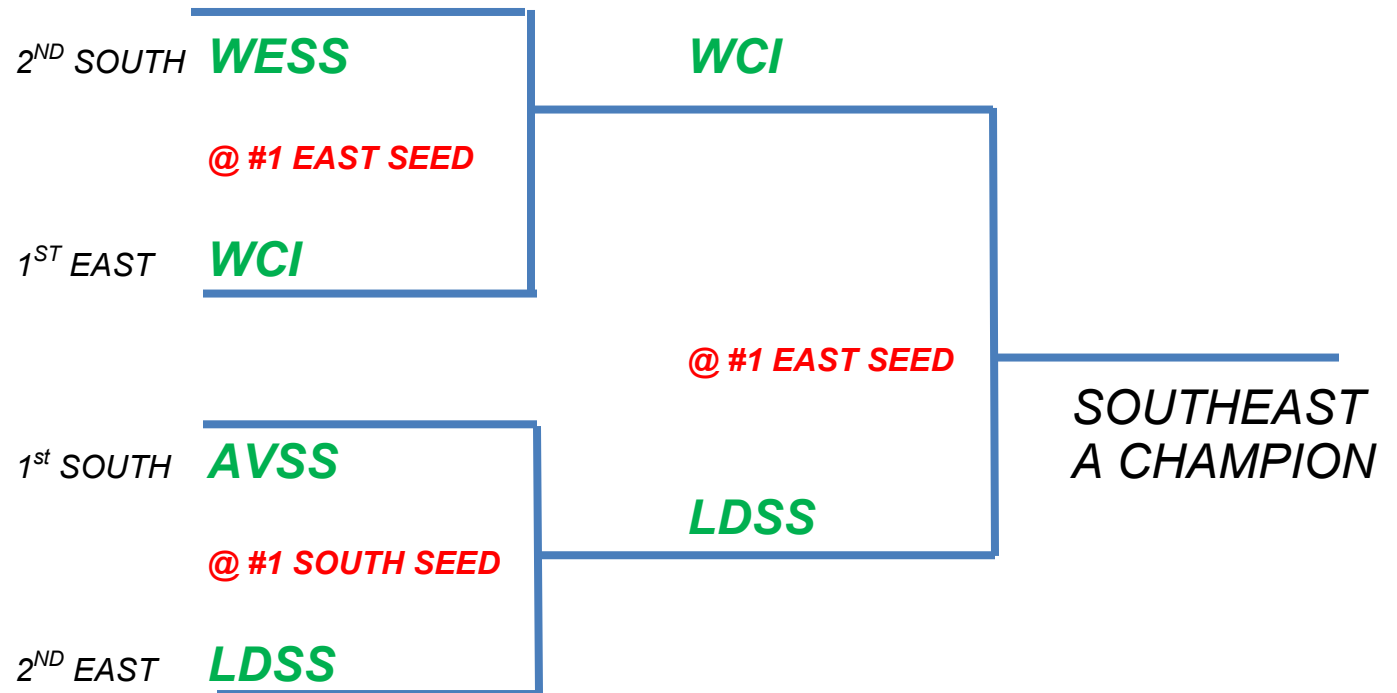 2ND SOUTH WESS
@ #1 EAST SEED
1ST EAST WCI
WCI
@ #1 EAST SEED
1st SOUTH AVSS
@ #1 SOUTH SEED
2ND EAST LDSS
LDSS
SOUTHEAST
A CHAMPION